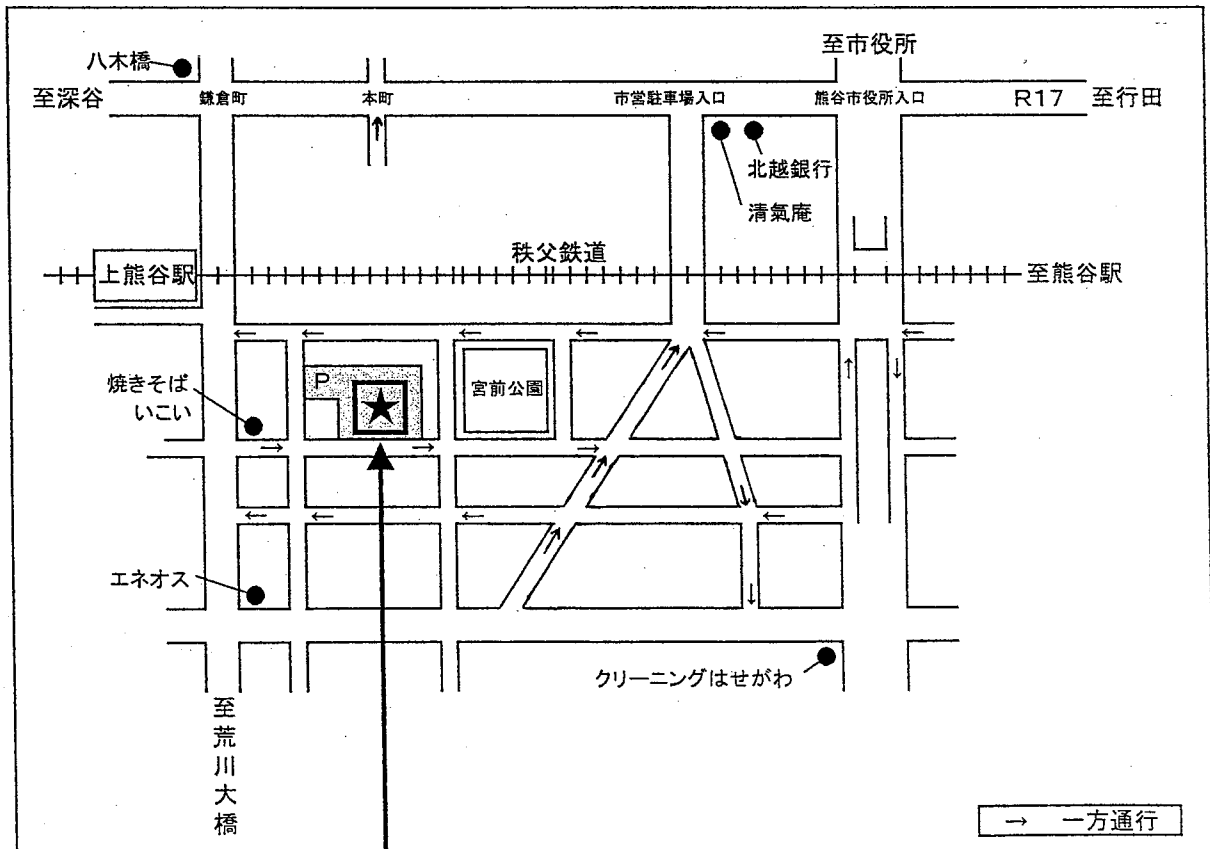 至市役所
八木橋
至深谷
鎌倉町
本町
市営駐車場入口
熊谷市役所入口
R17
至行田
北越銀行
清氣庵
秩父鉄道
上熊谷駅
至熊谷駅
P
宮前公園
焼きそば
いこい
エネオス
クリーニングはせがわ
至荒川大橋
→ 一方通行